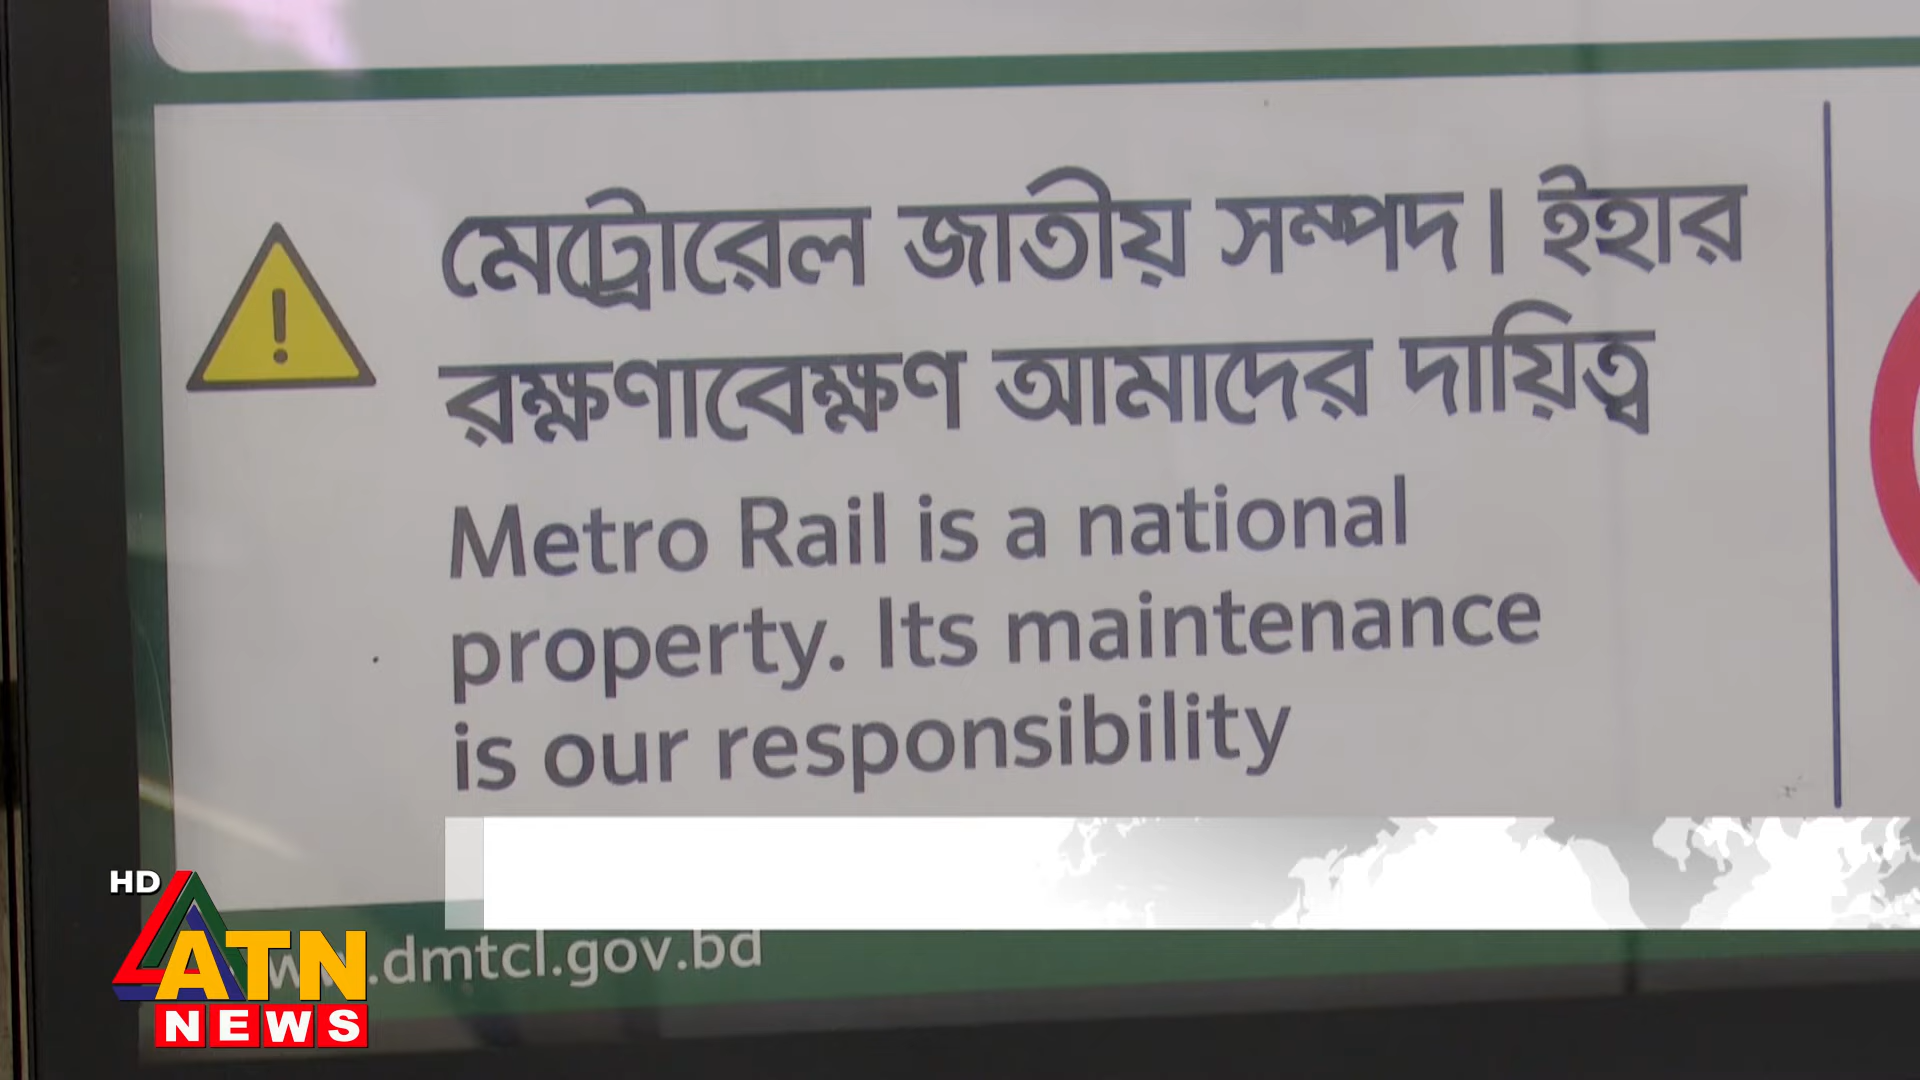 মেট্রোরেল জাতীয় সম্পদ। ইহার
রক্ষণাবেক্ষণ আমাদের দায়িত্ব
Metro Rail is a national
property. Its maintenance
is our responsibility
HD
ATN
NEWS
.dmtcl.gov.bd